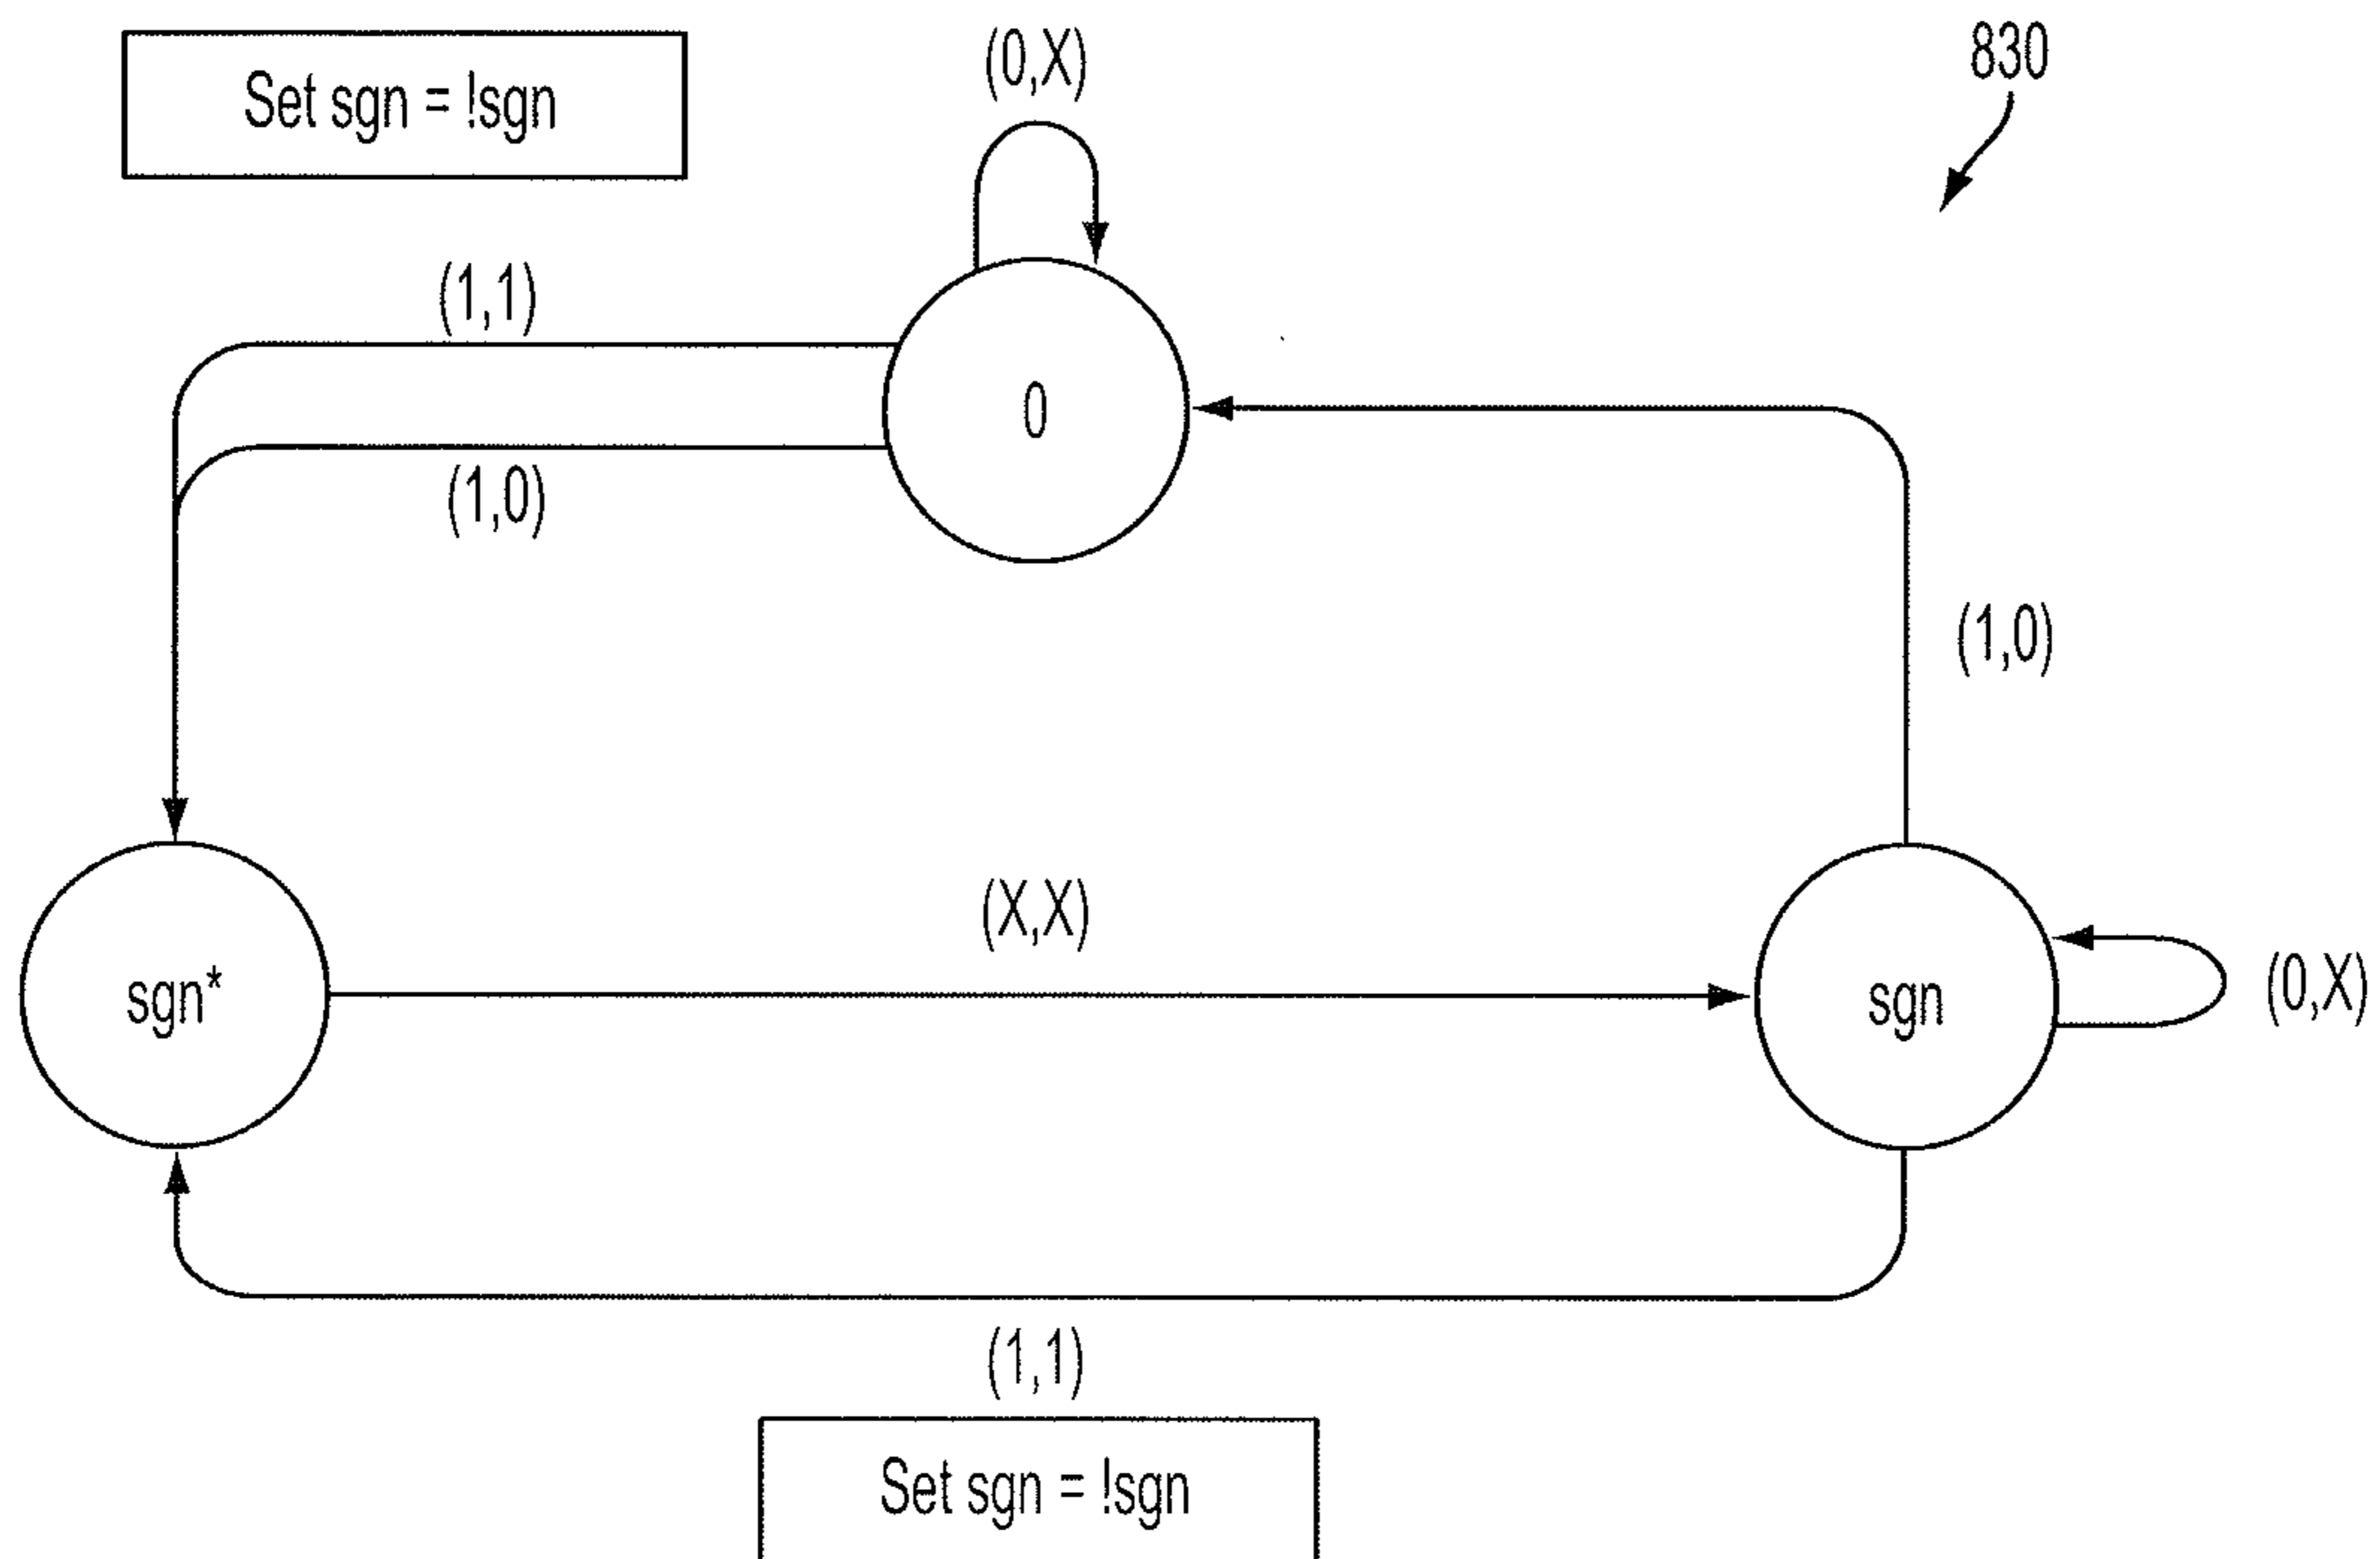 Set sgn = !sgn
(0,X)
830
(1,1)
0
(1,0)
(1,0)
(X,X)
sgn*
sgn
(0,X)
(1,1)
Set sgn = !sgn